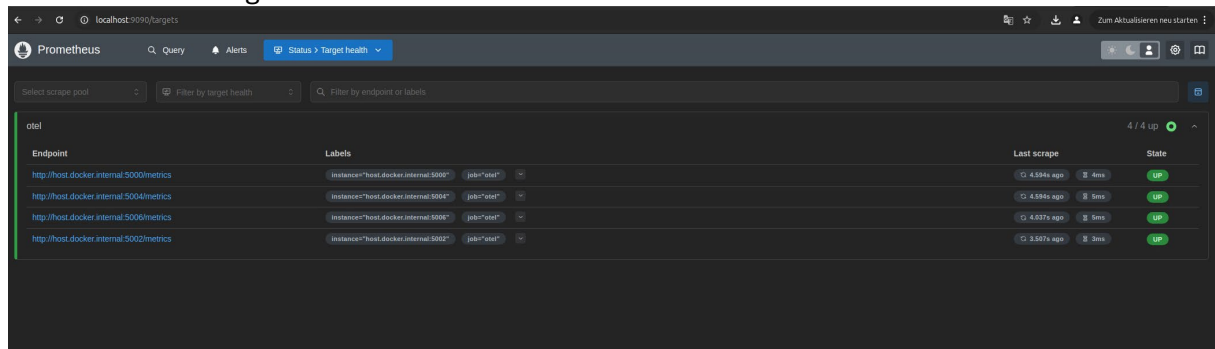 localhost:9090/targets Zum Aktualisieren neu starten
Prometheus Query Alerts Status > Target health
Select scrape pool Filter by target health Filter by endpoint or labels
otel 4 / 4 up
Endpoint Labels Last scrape State
http://host.docker.internal:5000/metrics instance="host.docker.internal:5000" job="otel" 4.594s ago 4ms UP
http://host.docker.internal:5004/metrics instance="host.docker.internal:5004" job="otel" 4.594s ago 5ms UP
http://host.docker.internal:5006/metrics instance="host.docker.internal:5006" job="otel" 4.037s ago 5ms UP
http://host.docker.internal:5002/metrics instance="host.docker.internal:5002" job="otel" 3.507s ago 3ms UP